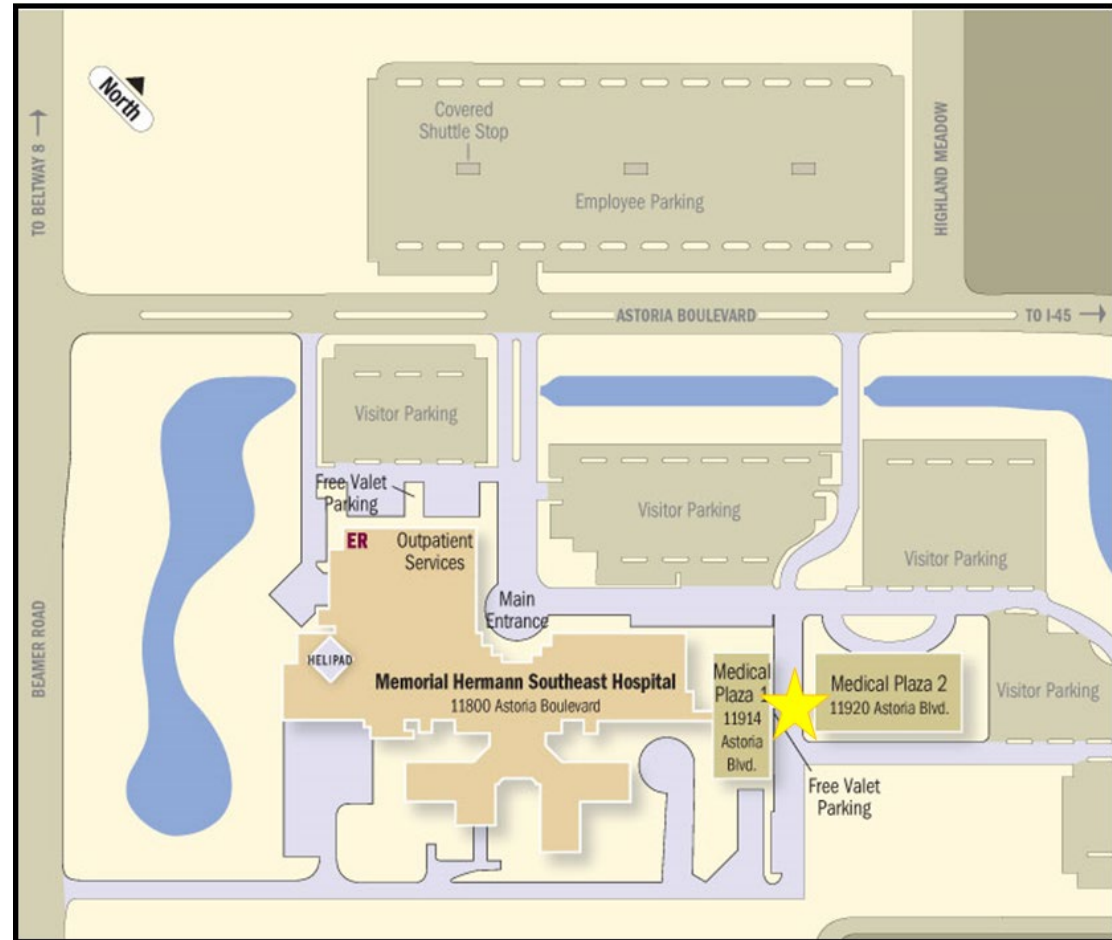 North
TO BELTWAY 8
Covered
Shuttle Stop
Employee Parking
HIGHLAND MEADOW
ASTORIA BOULEVARD
TO I-45
Visitor Parking
Free Valet
Parking
Visitor Parking
Visitor Parking
ER
Outpatient
Services
Main
Entrance
BEAMER ROAD
HELIPAD
Memorial Hermann Southeast Hospital
11800 Astoria Boulevard
Medical
Plaza 1
11914
Astoria
Blvd.
Medical Plaza 2
11920 Astoria Blvd.
Visitor Parking
Free Valet
Parking